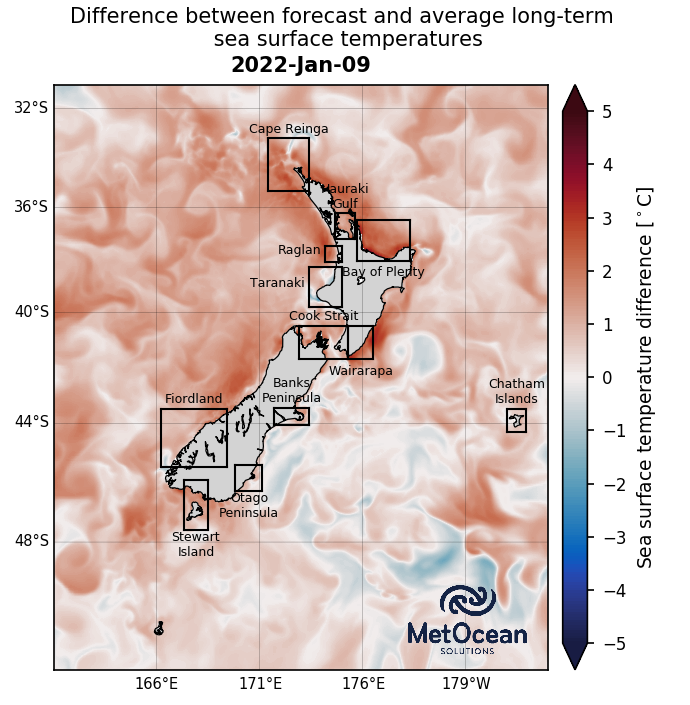 Difference between forecast and average long-term
sea surface temperatures
2022-Jan-09
32°S
36°S
40°S
44°S
48°S
166°E
171°E
176°E
179°W
Cape Reinga
Hauraki
Gulf
Raglan
Bay of Plenty
Taranaki
Cook Strait
Wairarapa
Banks
Peninsula
Fiordland
Chatham
Islands
Otago
Peninsula
Stewart
Island
MetOcean
SOLUTIONS
5
4
3
2
1
0
−1
−2
−3
−4
−5
Sea surface temperature difference [°C]